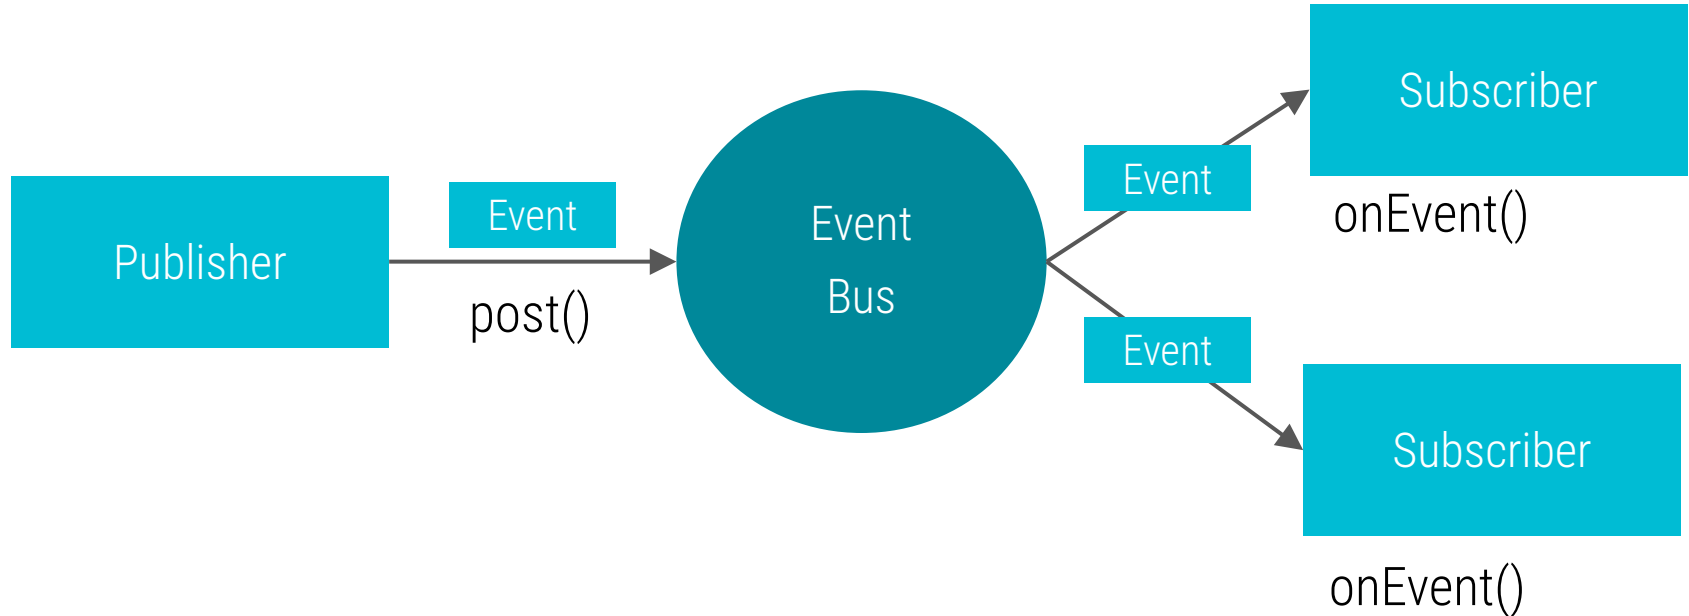 Publisher
Event
post()
Event
Bus
Event
Event
Subscriber
onEvent()
Subscriber
onEvent()